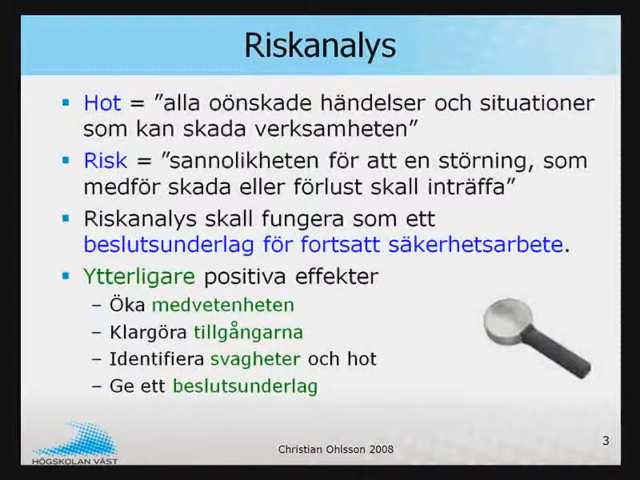 Riskanalys
▪ Hot = ”alla oönskade händelser och situationer
som kan skada verksamheten”
▪ Risk = ”sannolikheten för att en störning, som
medför skada eller förlust skall inträffa”
▪ Riskanalys skall fungera som ett
beslutsunderlag för fortsatt säkerhetsarbete.
▪ Ytterligare positiva effekter
– Öka medvetenheten
– Klargöra tillgångarna
– Identifiera svagheter och hot
– Ge ett beslutsunderlag
3
Christian Ohlsson 2008
HÖGSKOLAN VÄST